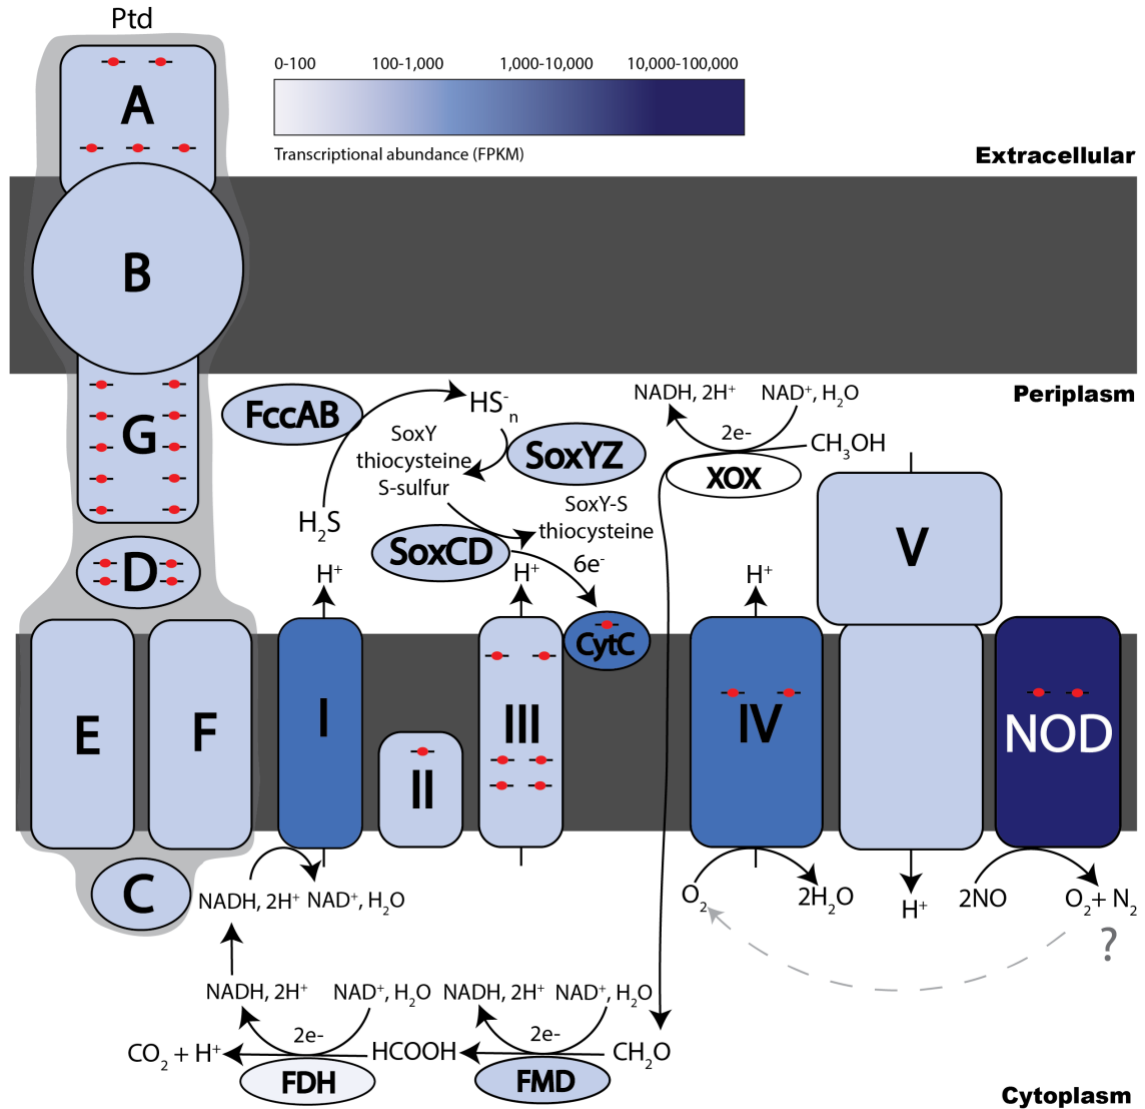 Ptd
0-100 100-1,000 1,000-10,000 10,000-100,000
Transcriptional abundance (FPKM)
Extracellular
A
B
Periplasm
G
D
E
F
C
FccAB
H₂S
HS⁻ₙ
SoxYZ
SoxY
thiocysteine
S-sulfur
SoxCD
SoxY-S
thiocysteine
6e⁻
CytC
NADH, 2H⁺
NAD⁺, H₂O
2e-
CH₃OH
XOX
H⁺
I
II
H⁺
III
H⁺
IV
V
NOD
NADH, 2H⁺ NAD⁺, H₂O
O₂
2H₂O
H⁺
2NO
O₂+ N₂
?
NADH, 2H⁺ NAD⁺, H₂O NADH, 2H⁺ NAD⁺, H₂O
2e-
2e-
CO₂ + H⁺
HCOOH
CH₂O
FDH
FMD
Cytoplasm